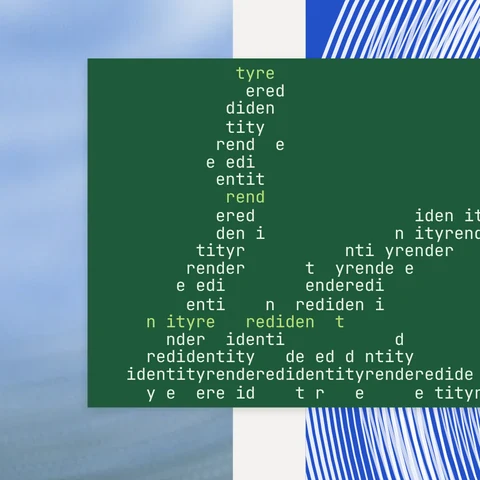 tyre
ered
diden
tity
rend e
e edi
entit
rend
ered iden it
den i n ityrend
tityr nti yrender
render t yrende e
e edi enderedi
enti n rediden i
n ityre rediden t
nder identi d
redidentity de ed d ntity
identityrenderedidentityrenderedide
y e ere id t r e e tityr